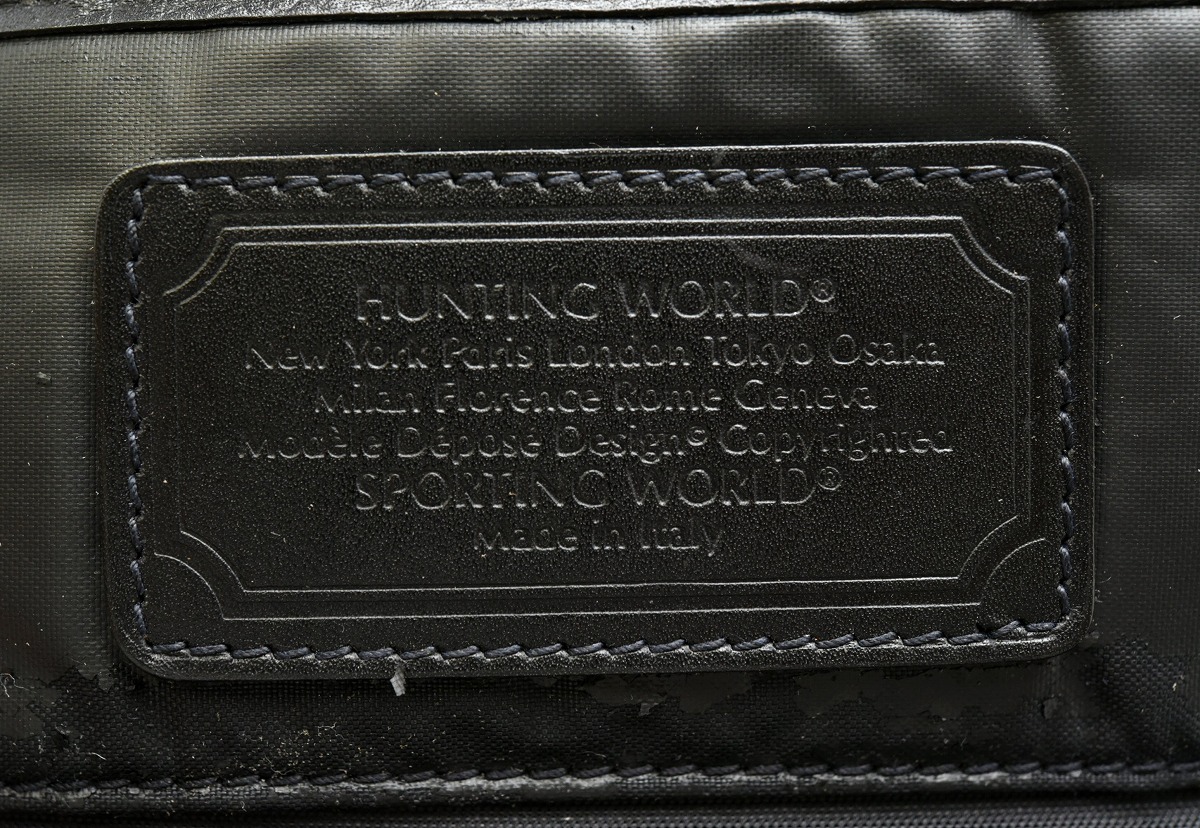 HUNTING WORLD®
New York Paris London Tokyo Osaka
Milan Florence Rome Geneva
Modèle Déposé Design© Copyrighted
SPORTING WORLD®
Made in Italy